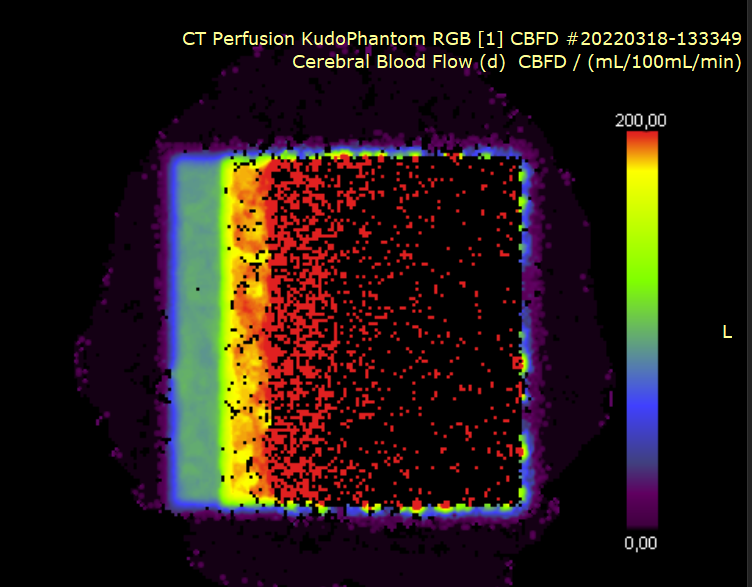 CT Perfusion KudoPhantom RGB [1] CBFD #20220318-133349
Cerebral Blood Flow (d) CBFD / (mL/100mL/min)
200,00
L
0,00